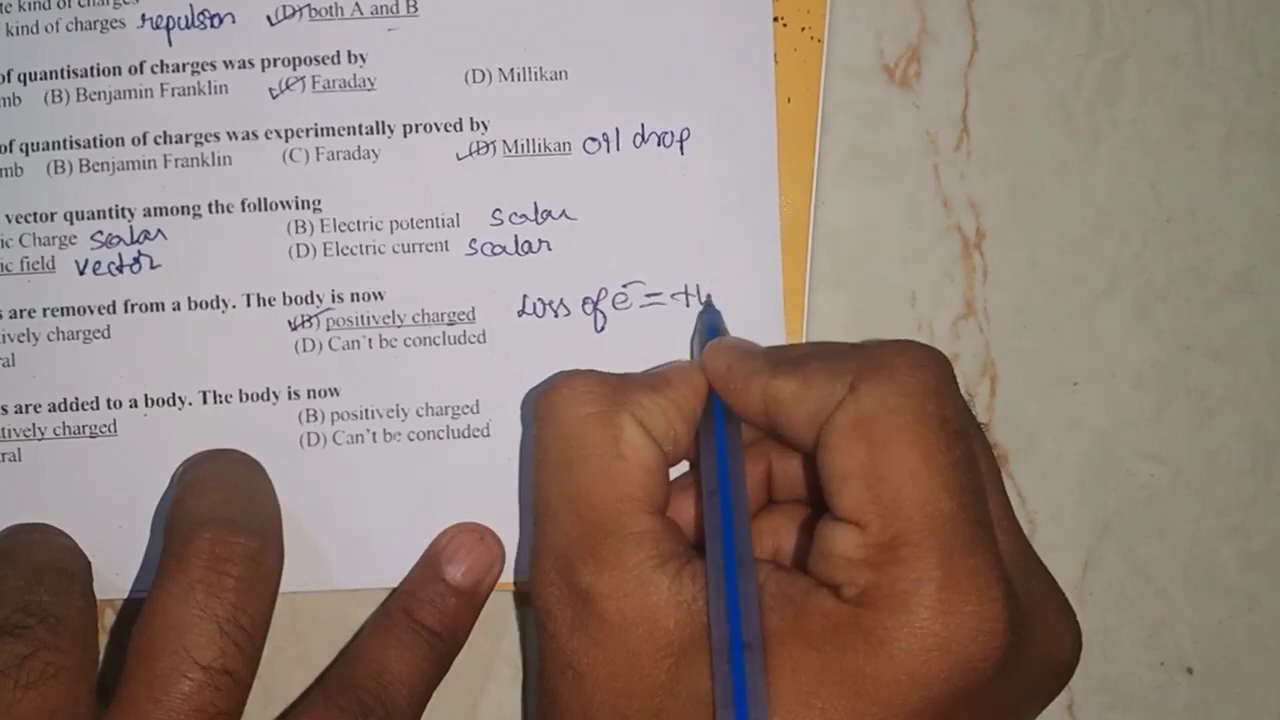 kind of charges repulson (D) both A and B
of quantisation of charges was proposed by
mb (B) Benjamin Franklin (C) Faraday (D) Millikan
of quantisation of charges was experimentally proved by
mb (B) Benjamin Franklin (C) Faraday (D) Millikan oil drop
vector quantity among the following
ic Charge scalar (B) Electric potential scalar
ic field vector (D) Electric current scalar
s are removed from a body. The body is now
ively charged (B) positively charged Loss of e⁻ = +
al (D) Can't be concluded
s are added to a body. The body is now
tively charged (B) positively charged
ral (D) Can't be concluded